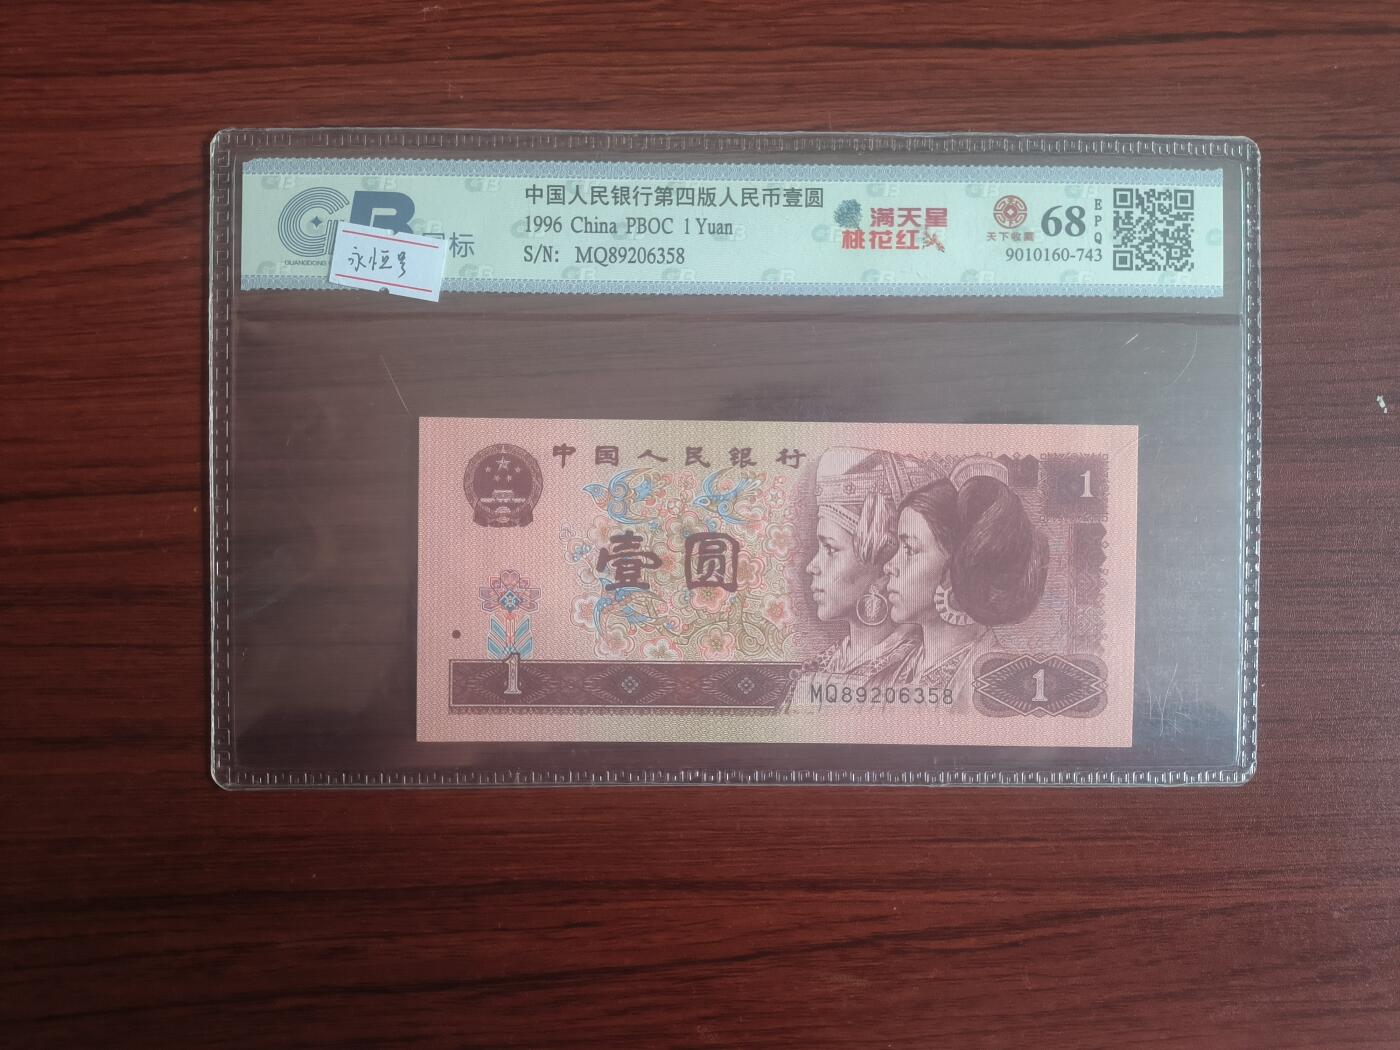 中国人民银行第四版人民币壹圆
1996 China PBOC 1 Yuan
S/N: MQ89206358
满天星
桃花红
天下收藏
68
EPQ
9010160-743
GUANGDONG
标
永恒号
中国人民银行
壹圆
1
1
MQ89206358
1